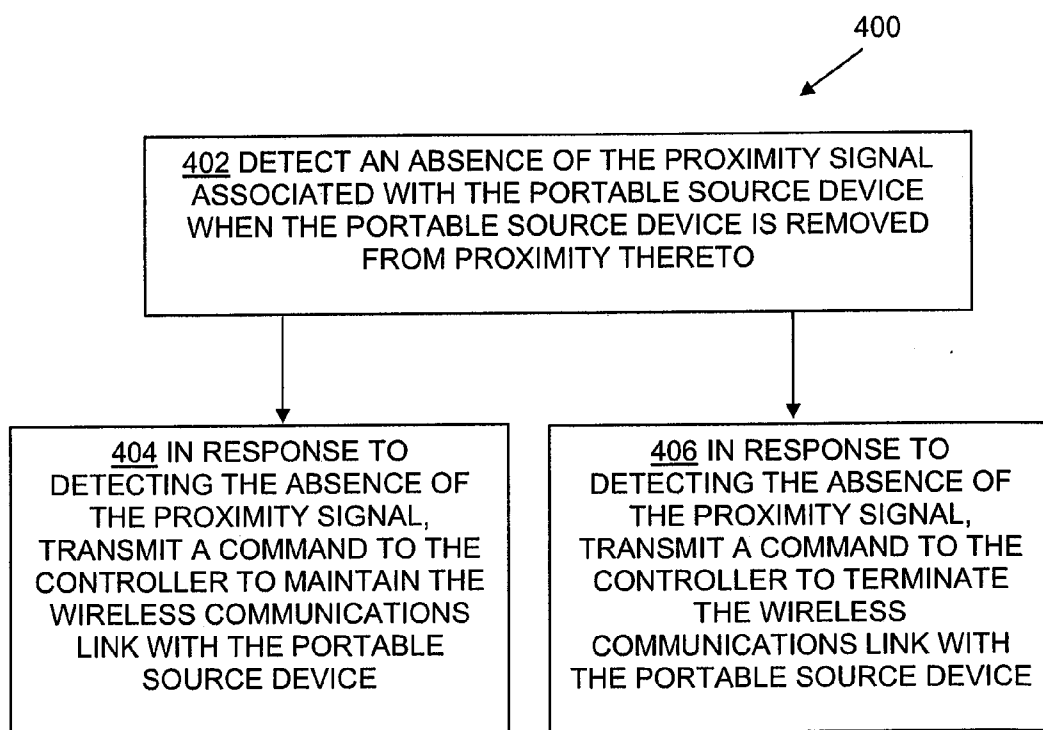 400
402 DETECT AN ABSENCE OF THE PROXIMITY SIGNAL
ASSOCIATED WITH THE PORTABLE SOURCE DEVICE
WHEN THE PORTABLE SOURCE DEVICE IS REMOVED
FROM PROXIMITY THERETO
404 IN RESPONSE TO
DETECTING THE ABSENCE OF
THE PROXIMITY SIGNAL,
TRANSMIT A COMMAND TO THE
CONTROLLER TO MAINTAIN THE
WIRELESS COMMUNICATIONS
LINK WITH THE PORTABLE
SOURCE DEVICE
406 IN RESPONSE TO
DETECTING THE ABSENCE OF
THE PROXIMITY SIGNAL,
TRANSMIT A COMMAND TO THE
CONTROLLER TO TERMINATE
THE WIRELESS
COMMUNICATIONS LINK WITH
THE PORTABLE SOURCE DEVICE